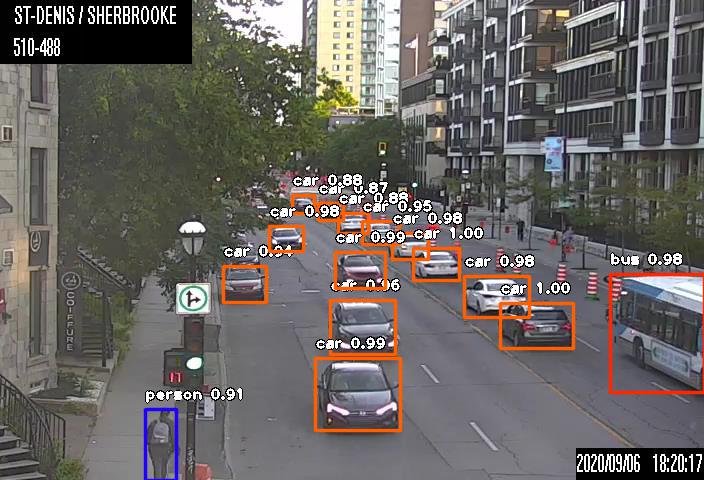 ST-DENIS / SHERBROOKE
510-488
car 0.88
car 0.87
car 0.88
car 0.98
car 0.95
car 0.98
car 0.99
car 1.00
car 0.94
car 0.98
bus 0.98
car 0.96
car 1.00
car 0.99
COIFFURE
person 0.91
2020/09/06 18:20:17